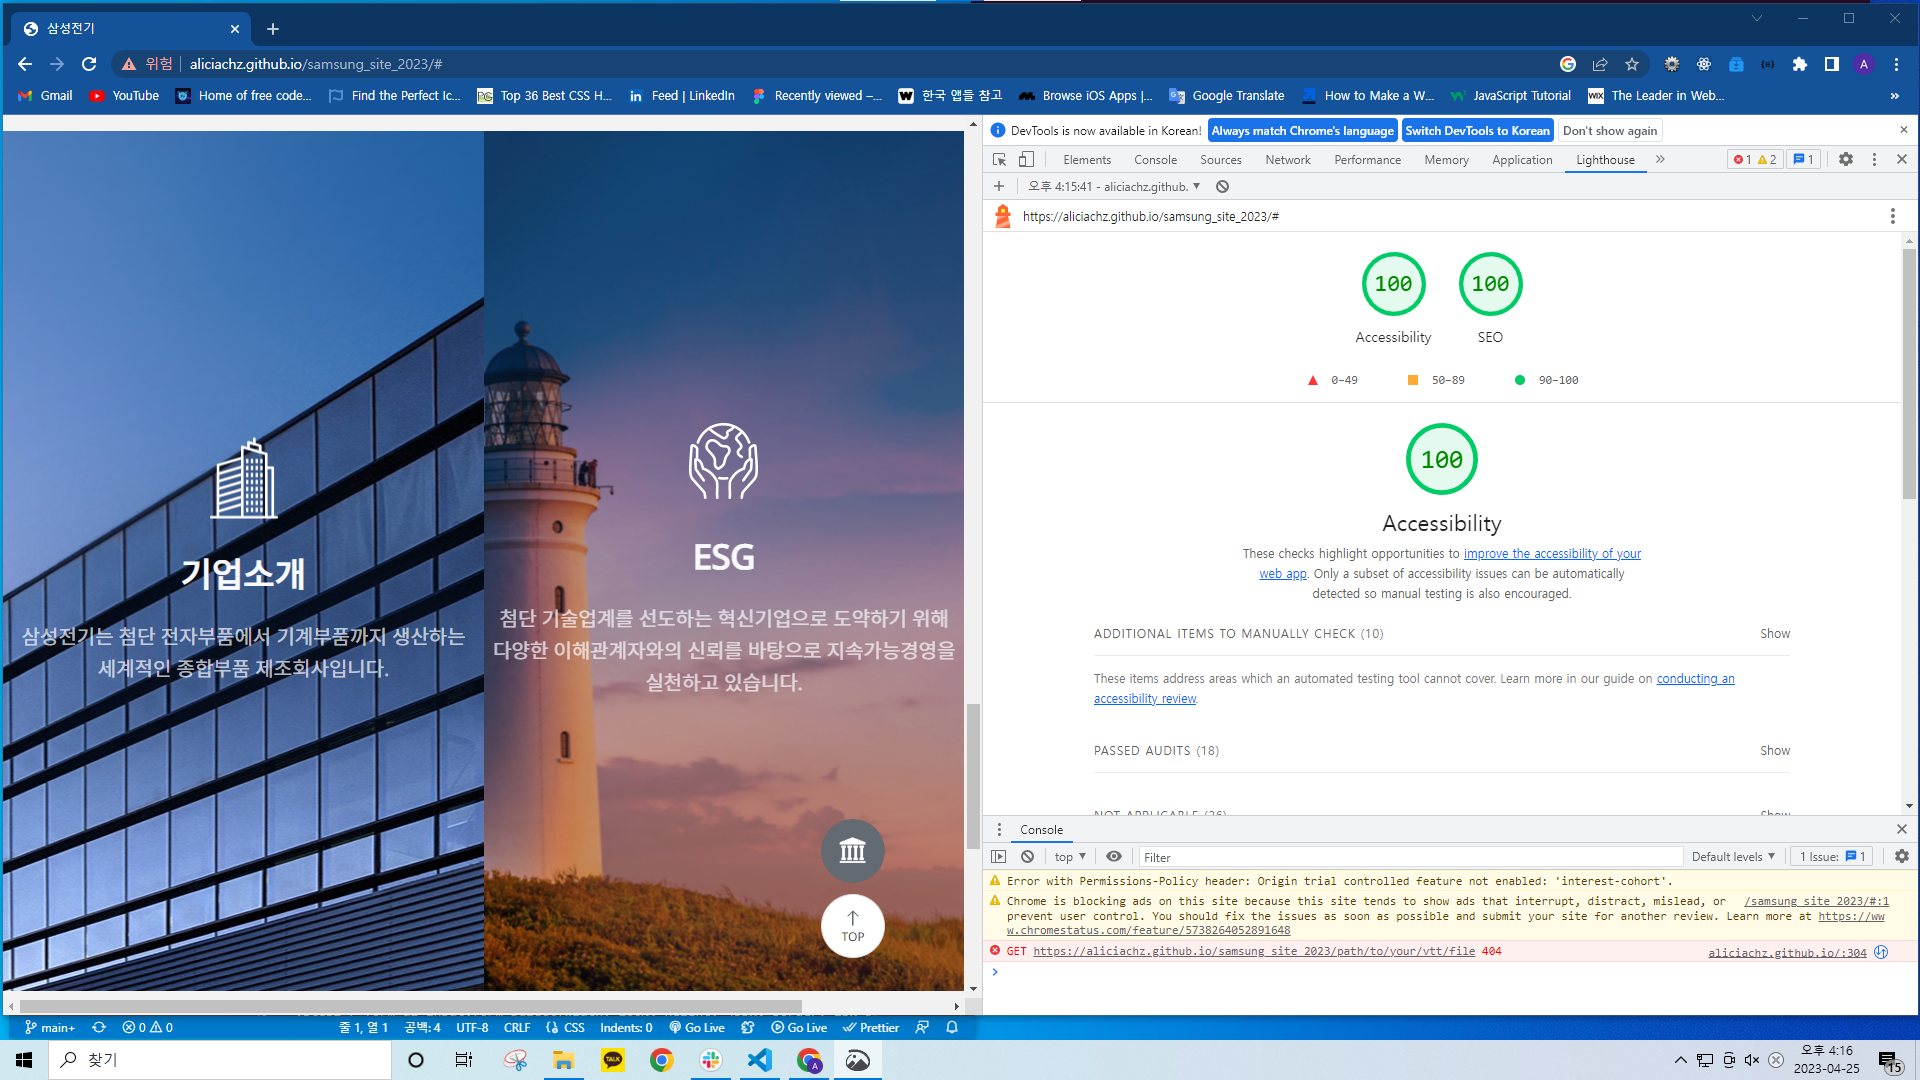 삼성전기
위험
aliciachz.github.io/samsung_site_2023/#
A
Gmail
YouTube
Home of free code...
Find the Perfect Ic...
Top 36 Best CSS H...
Feed | LinkedIn
Recently viewed –...
한국 앱들 참고
Browse iOS Apps |...
Google Translate
How to Make a W...
JavaScript Tutorial
WIX
The Leader in Web...
»
기업소개
삼성전기는 첨단 전자부품에서 기계부품까지 생산하는
세계적인 종합부품 제조회사입니다.
ESG
첨단 기술업계를 선도하는 혁신기업으로 도약하기 위해
다양한 이해관계자와의 신뢰를 바탕으로 지속가능경영을
실천하고 있습니다.
TOP
DevTools is now available in Korean!
Always match Chrome's language
Switch DevTools to Korean
Don't show again
Elements
Console
Sources
Network
Performance
Memory
Application
Lighthouse
»
1
2
1
오후 4:15:41 - aliciachz.github.
https://aliciachz.github.io/samsung_site_2023/#
100
100
Accessibility
SEO
0–49
50–89
90–100
100
Accessibility
These checks highlight opportunities to improve the accessibility of your
web app. Only a subset of accessibility issues can be automatically
detected so manual testing is also encouraged.
ADDITIONAL ITEMS TO MANUALLY CHECK (10)
Show
These items address areas which an automated testing tool cannot cover. Learn more in our guide on conducting an
accessibility review.
PASSED AUDITS (18)
Show
NOT APPLICABLE (26)
Show
Console
top
Filter
Default levels
1 Issue:
1
Error with Permissions-Policy header: Origin trial controlled feature not enabled: 'interest-cohort'.
Chrome is blocking ads on this site because this site tends to show ads that interrupt, distract, mislead, or
/samsung_site_2023/#:1
prevent user control. You should fix the issues as soon as possible and submit your site for another review. Learn more at https://ww
w.chromestatus.com/feature/5738264052891648
GET https://aliciachz.github.io/samsung_site_2023/path/to/your/vtt/file 404
aliciachz.github.io/:304
main+
0
0
줄 1, 열 1
공백: 4
UTF-8
CRLF
CSS
Indents: 0
Go Live
Go Live
Prettier
찾기
TALK
A
오후 4:16
2023-04-25
15